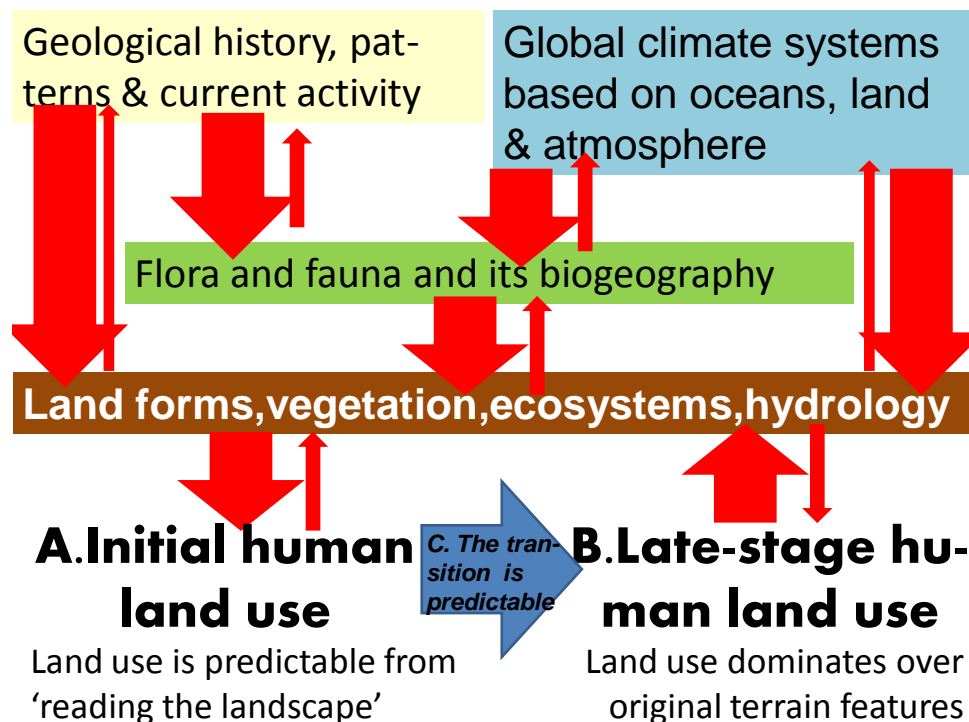 Geological history, pat-
terns & current activity
Global climate systems
based on oceans, land
& atmosphere
Flora and fauna and its biogeography
Land forms,vegetation,ecosystems,hydrology
A.Initial human
land use
Land use is predictable from
‘reading the landscape’
C. The tran-
sition is
predictable
B.Late-stage hu-
man land use
Land use dominates over
original terrain features